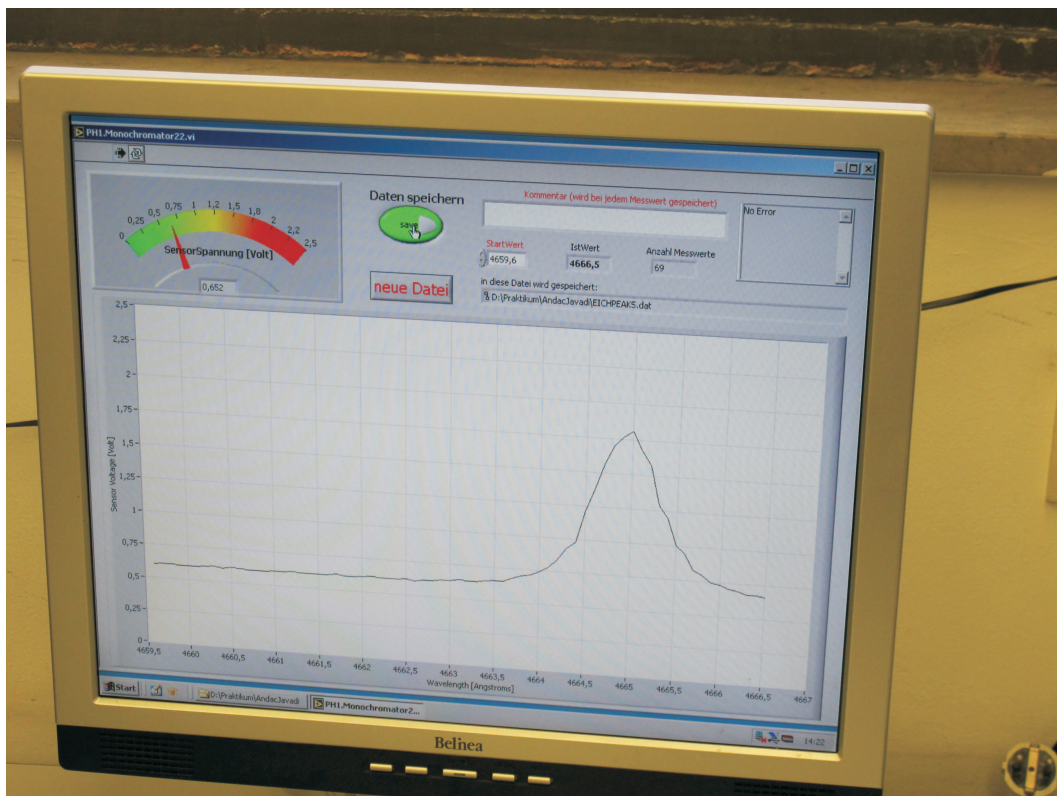 PH1.Monochromator22.vi
0 0,25 0,5 0,75 1 1,2 1,5 1,8 2 2,2 2,5
SensorSpannung [Volt]
0,652
Daten speichern
save
neue Datei
Kommentar (wird bei jedem Messwert gespeichert)
StartWert IstWert Anzahl Messwerte
4659,6 4666,5 69
in diese Datei wird gespeichert:
D:\Praktikum\AndacJavadi\EICHPEAKS.dat
No Error
2,5-
2,25-
2-
1,75-
1,5-
1,25-
1-
0,75-
0,5-
0,25-
0-
Sensor Voltage [Volt]
4659,5 4660 4660,5 4661 4661,5 4662 4662,5 4663 4663,5 4664 4664,5 4665 4665,5 4666 4666,5 4667
Wavelength [Angstroms]
Start D:\Praktikum\AndacJavadi PH1.Monochromator2... 14:22
Belinea